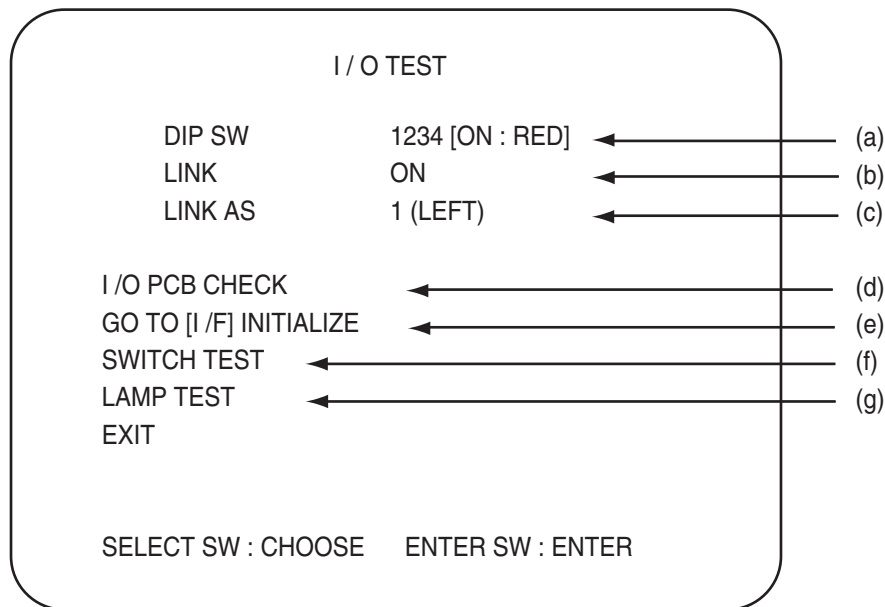 I / O TEST
DIP SW 1234 [ON : RED] (a)
LINK ON (b)
LINK AS 1 (LEFT) (c)
I /O PCB CHECK (d)
GO TO [I /F] INITIALIZE (e)
SWITCH TEST (f)
LAMP TEST (g)
EXIT
SELECT SW : CHOOSE ENTER SW : ENTER